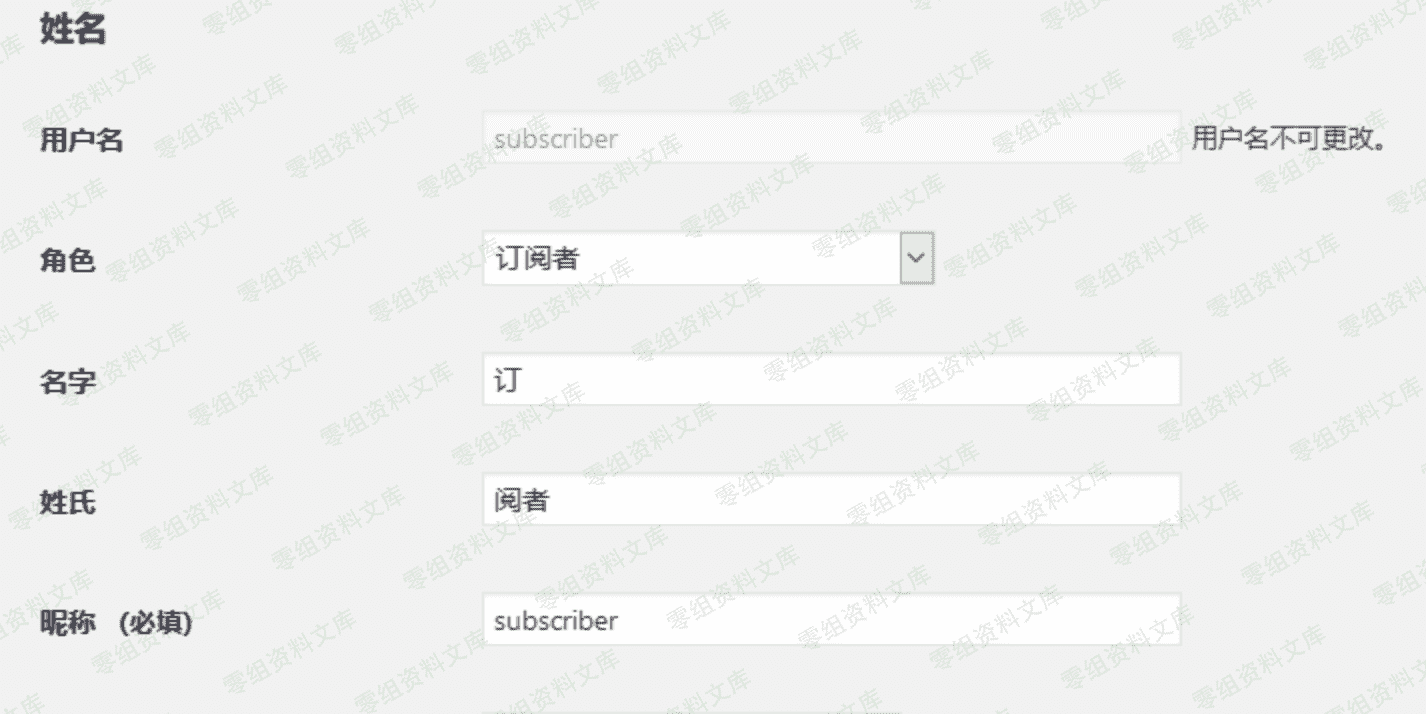 姓名
用户名 subscriber 用户名不可更改。
角色 订阅者
名字 订
姓氏 阅者
昵称 (必填) subscriber
零组资料文库